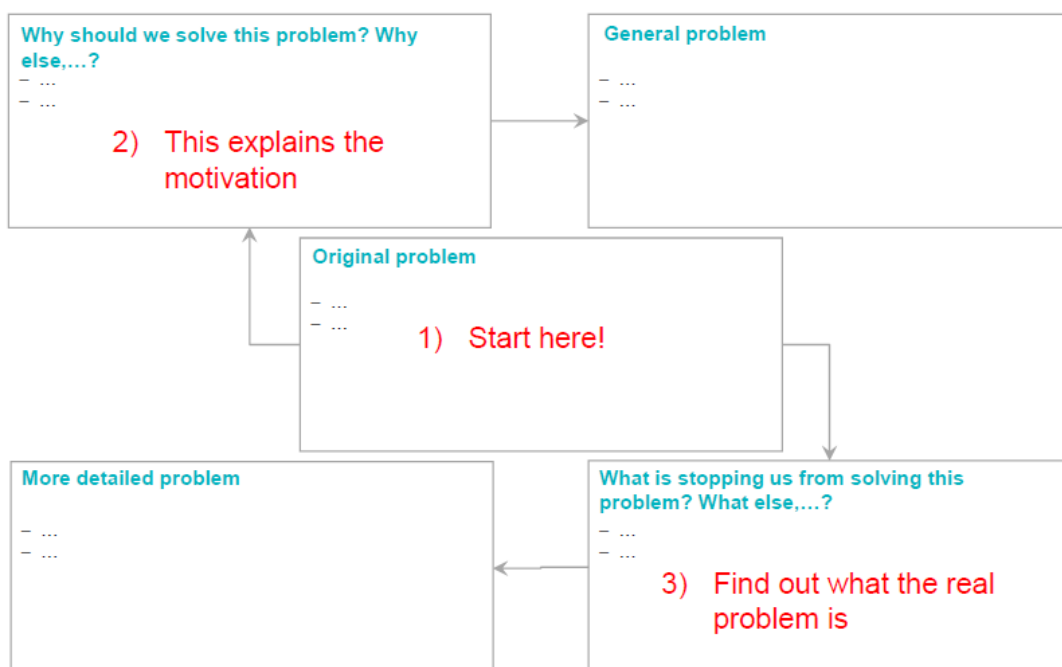 Why should we solve this problem? Why
else,...?
– ...
– ...
2) This explains the
motivation
General problem
– ...
– ...
Original problem
– ...
– ...
1) Start here!
More detailed problem
– ...
– ...
What is stopping us from solving this
problem? What else,...?
– ...
– ...
3) Find out what the real
problem is